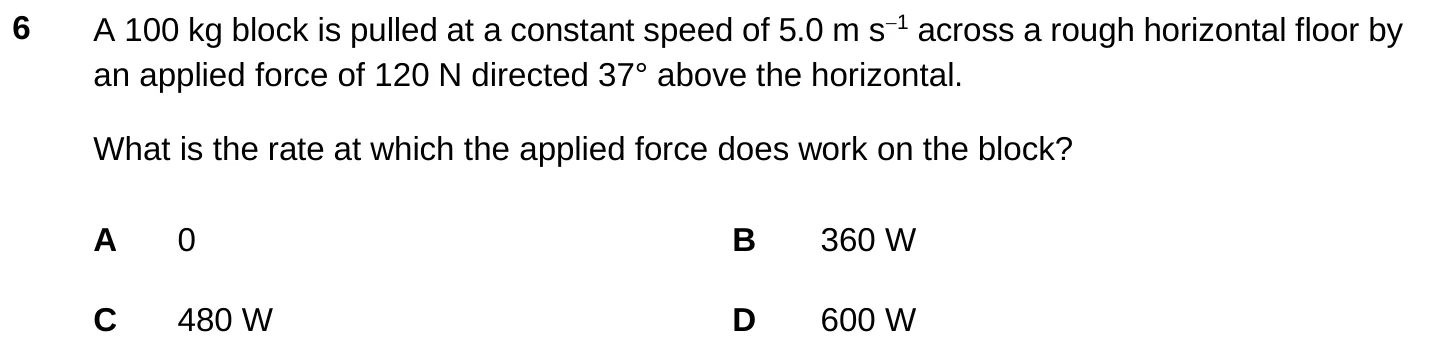 6 A 100 kg block is pulled at a constant speed of 5.0 m s⁻¹ across a rough horizontal floor by
an applied force of 120 N directed 37° above the horizontal.
What is the rate at which the applied force does work on the block?
A 0 B 360 W
C 480 W D 600 W